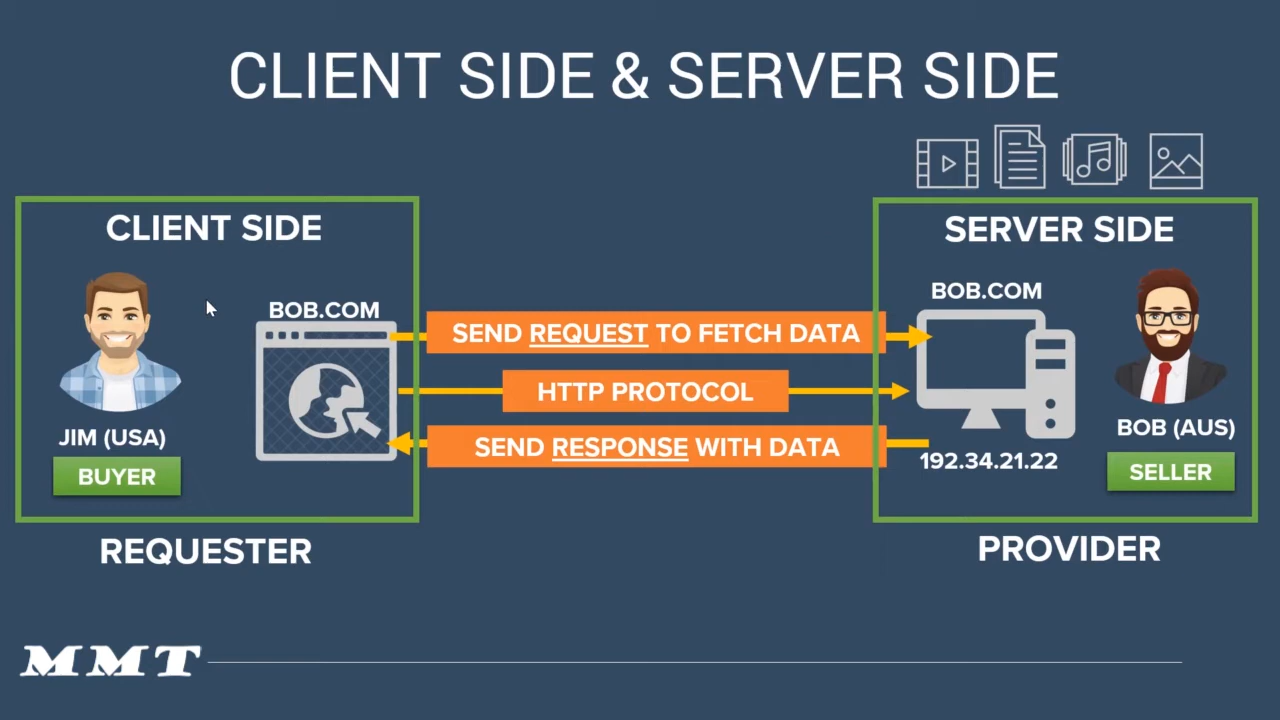 CLIENT SIDE & SERVER SIDE
CLIENT SIDE
BOB.COM
JIM (USA)
BUYER
REQUESTER
SEND REQUEST TO FETCH DATA
HTTP PROTOCOL
SEND RESPONSE WITH DATA
SERVER SIDE
BOB.COM
192.34.21.22
BOB (AUS)
SELLER
PROVIDER
MMT